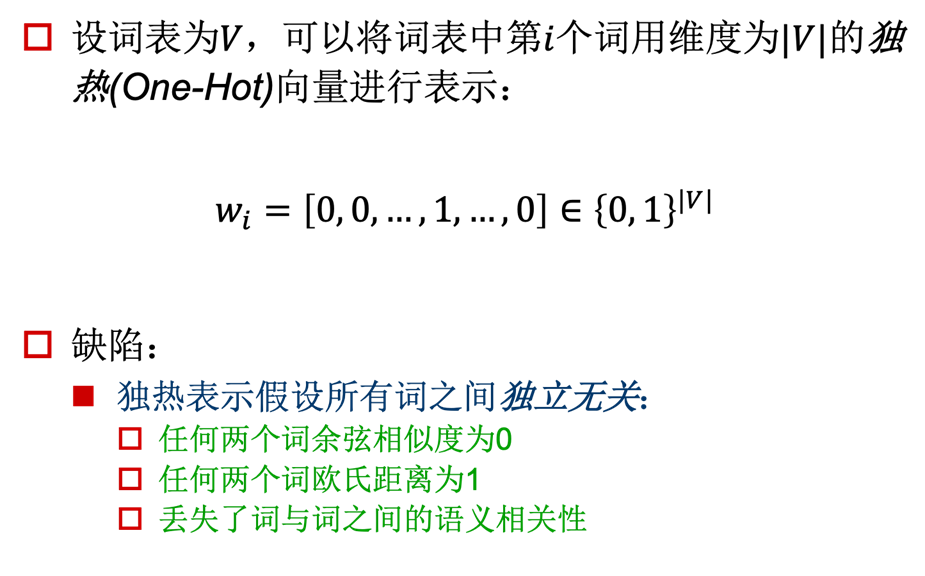 设词表为V，可以将词表中第i个词用维度为|V|的独
热(One-Hot)向量进行表示：
w_i = [0, 0, …, 1, …, 0] ∈ {0, 1}^|V|
缺陷：
独热表示假设所有词之间独立无关：
任何两个词余弦相似度为0
任何两个词欧氏距离为1
丢失了词与词之间的语义相关性